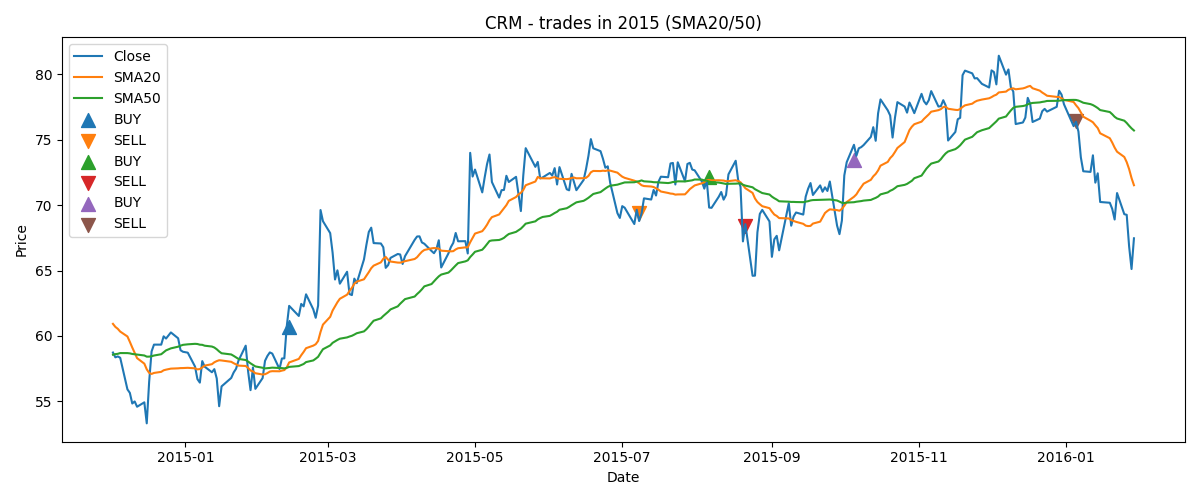 CRM - trades in 2015 (SMA20/50)
Close
SMA20
SMA50
BUY
SELL
BUY
SELL
BUY
SELL
Price
80
75
70
65
60
55
2015-01 2015-03 2015-05 2015-07 2015-09 2015-11 2016-01
Date